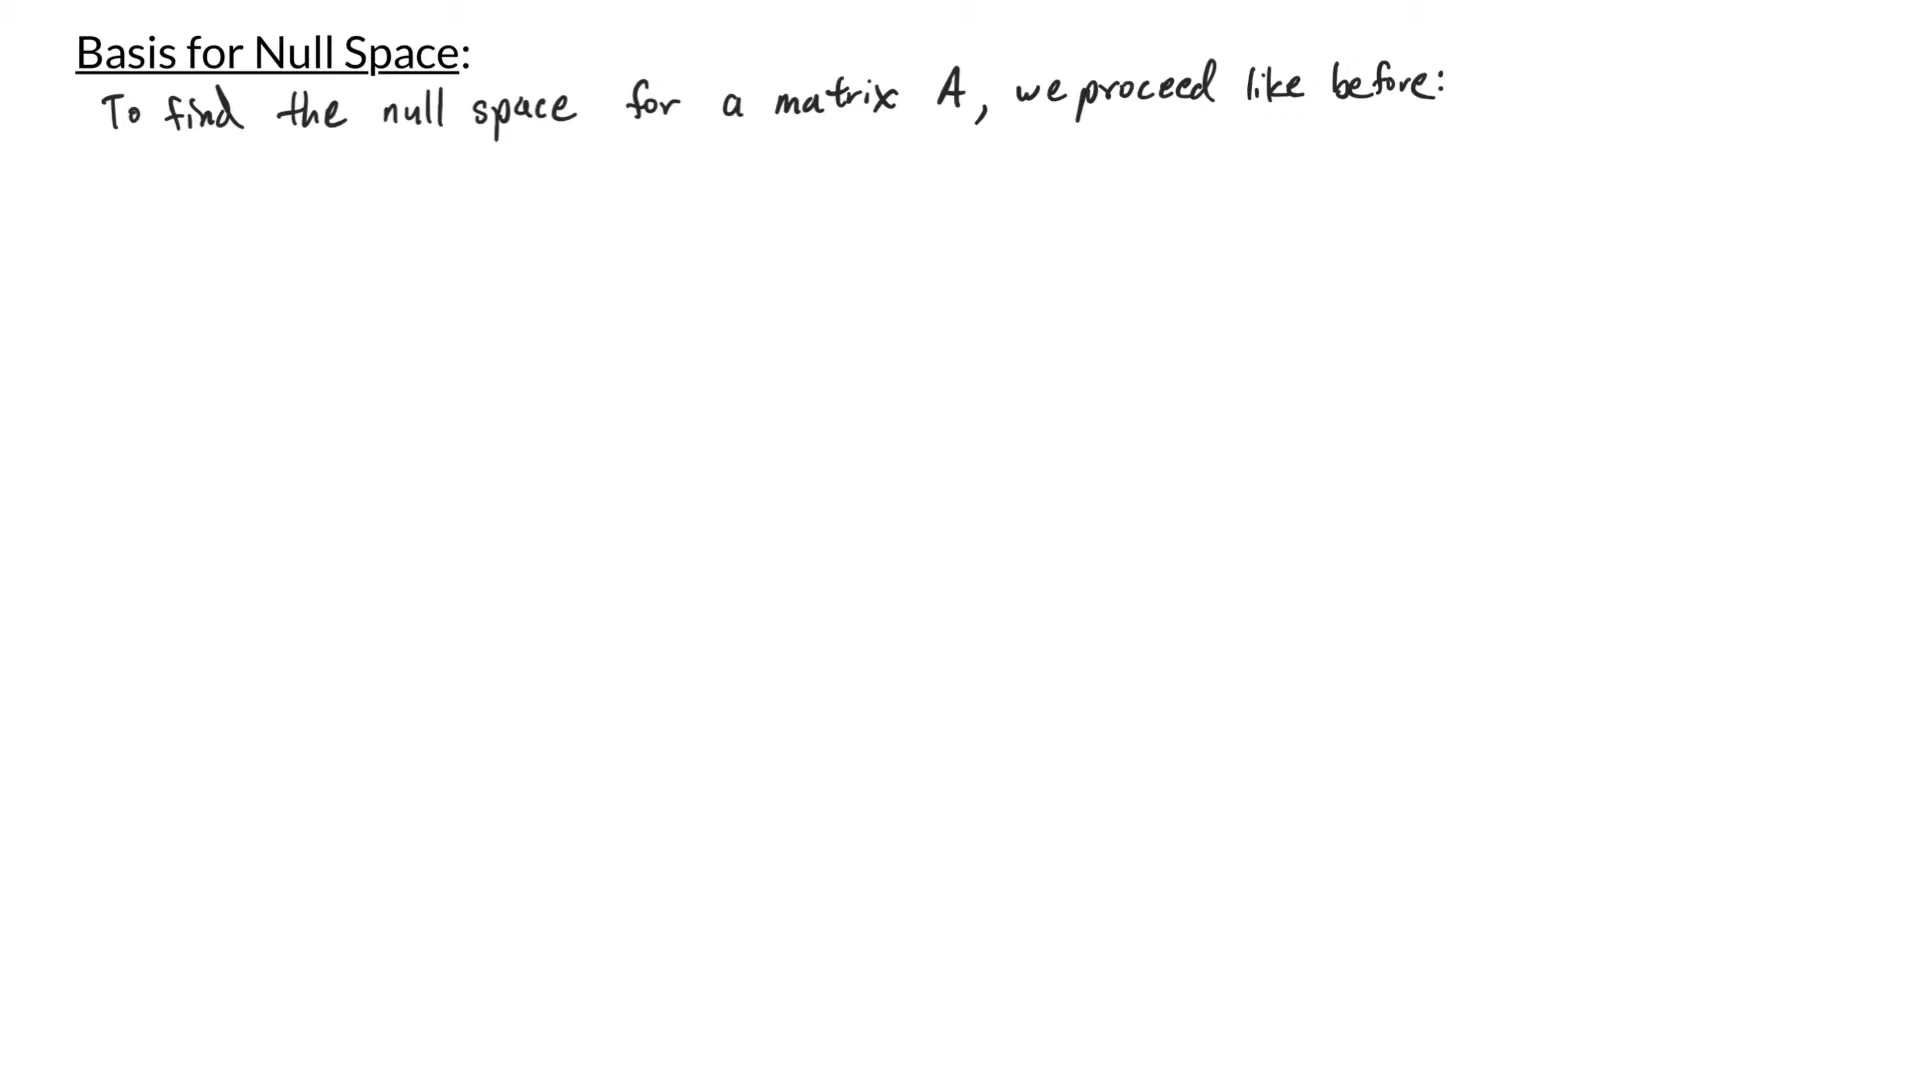 Basis for Null Space:
To find the null space for a matrix A, we proceed like before: